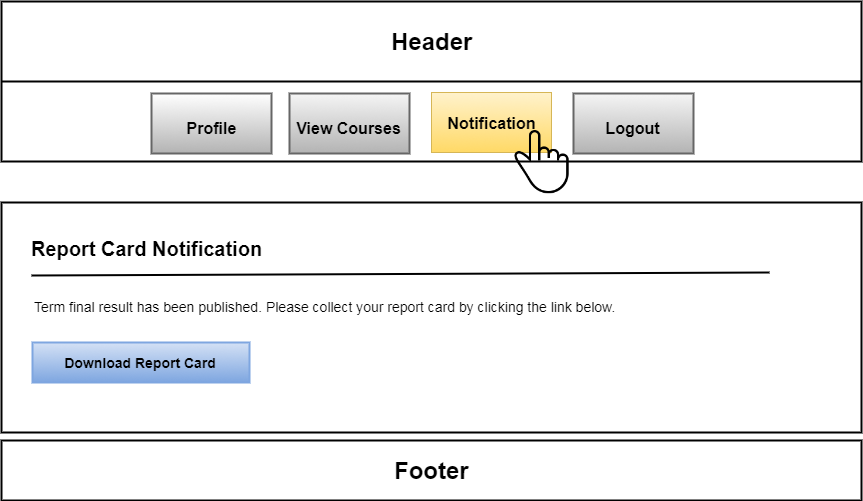 Header
Profile
View Courses
Notification
Logout
Report Card Notification
Term final result has been published. Please collect your report card by clicking the link below.
Download Report Card
Footer